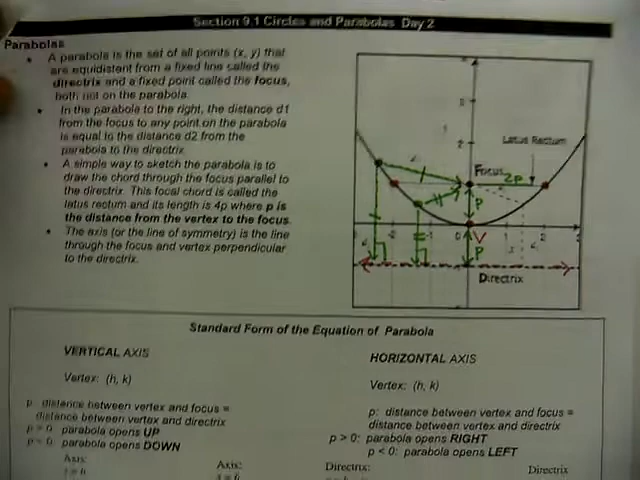 Section 9.1 Circles and Parabolas Day 2
Parabolas
• A parabola is the set of all points (x, y) that
are equidistant from a fixed line called the
directrix and a fixed point called the focus,
both not on the parabola.
• In the parabola to the right, the distance d1
from the focus to any point on the parabola
is equal to the distance d2 from the
parabola to the directrix.
• A simple way to sketch the parabola is to
draw the chord through the focus parallel to
the directrix. This focal chord is called the
latus rectum and its length is 4p where p is
the distance from the vertex to the focus.
• The axis (or the line of symmetry) is the line
through the focus and vertex perpendicular
to the directrix.
2
Latus Rectum
Focus 2p
P
-2 -1 0 2
V
P
Directrix
Standard Form of the Equation of Parabola
VERTICAL AXIS
Vertex: (h, k)
p: distance between vertex and focus =
distance between vertex and directrix
parabola opens UP
parabola opens DOWN
Axis:
Axis:
HORIZONTAL AXIS
Vertex: (h, k)
p: distance between vertex and focus =
distance between vertex and directrix
p > 0: parabola opens RIGHT
p < 0: parabola opens LEFT
Directrix:
Directrix